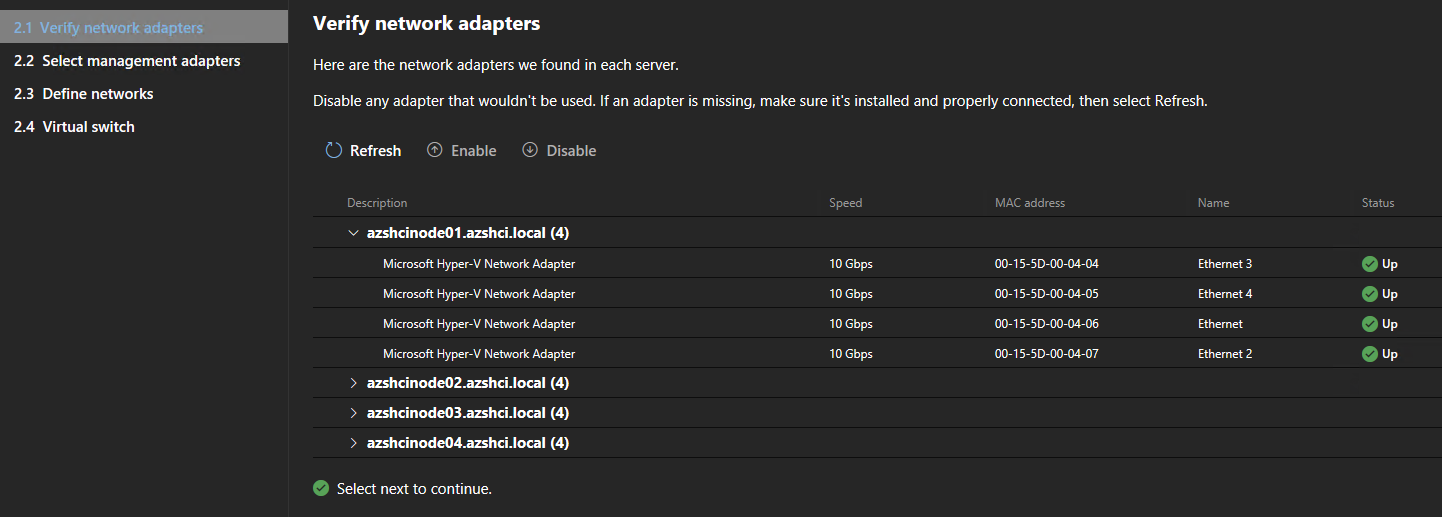 2.1 Verify network adapters
2.2 Select management adapters
2.3 Define networks
2.4 Virtual switch
Verify network adapters
Here are the network adapters we found in each server.
Disable any adapter that wouldn't be used. If an adapter is missing, make sure it's installed and properly connected, then select Refresh.
Refresh Enable Disable
Description Speed MAC address Name Status
azshcinode01.azshci.local (4)
Microsoft Hyper-V Network Adapter 10 Gbps 00-15-5D-00-04-04 Ethernet 3 Up
Microsoft Hyper-V Network Adapter 10 Gbps 00-15-5D-00-04-05 Ethernet 4 Up
Microsoft Hyper-V Network Adapter 10 Gbps 00-15-5D-00-04-06 Ethernet Up
Microsoft Hyper-V Network Adapter 10 Gbps 00-15-5D-00-04-07 Ethernet 2 Up
azshcinode02.azshci.local (4)
azshcinode03.azshci.local (4)
azshcinode04.azshci.local (4)
Select next to continue.